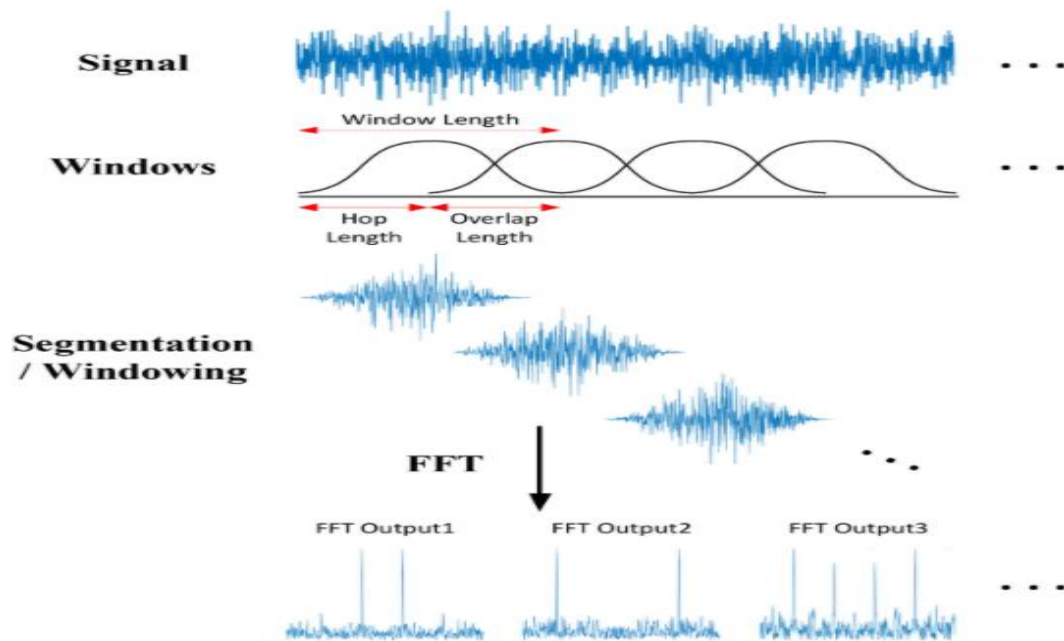 Signal
Window Length
Windows
Hop
Length
Overlap
Length
Segmentation
/ Windowing
FFT
FFT Output1
FFT Output2
FFT Output3